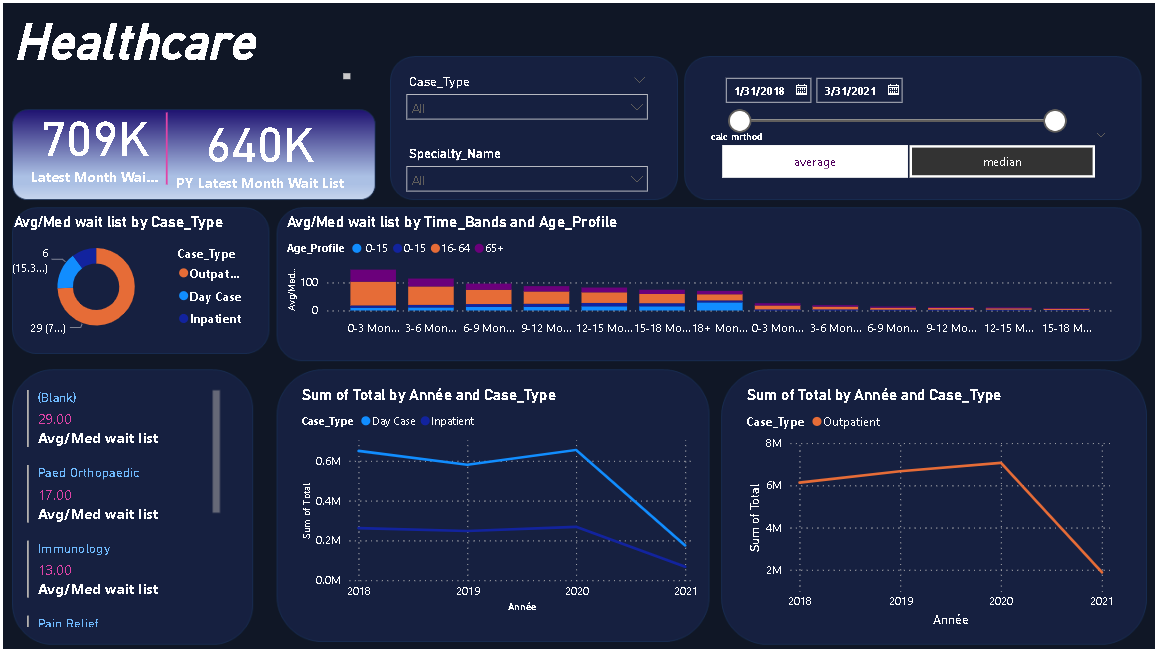 Healthcare
709K
Latest Month Wai...
640K
PY Latest Month Wait List
Case_Type
All
Specialty_Name
All
1/31/2018
3/31/2021
calc mrthod
average
median
Avg/Med wait list by Case_Type
6
(15.3...)
29 (7...)
Case_Type
Outpat...
Day Case
Inpatient
Avg/Med wait list by Time_Bands and Age_Profile
Age_Profile 0-15 0-15 16-64 65+
Avg/Med...
100
0
0-3 Mon... 3-6 Mon... 6-9 Mon... 9-12 Mo... 12-15 Mo... 15-18 Mo... 18+ Mon... 0-3 Mon... 3-6 Mon... 6-9 Mon... 9-12 Mo... 12-15 M... 15-18 M...
(Blank)
29.00
Avg/Med wait list
Paed Orthopaedic
17.00
Avg/Med wait list
Immunology
13.00
Avg/Med wait list
Pain Relief
Sum of Total by Année and Case_Type
Case_Type Day Case Inpatient
Sum of Total
0.6M
0.4M
0.2M
0.0M
2018 2019 2020 2021
Année
Sum of Total by Année and Case_Type
Case_Type Outpatient
Sum of Total
8M
6M
4M
2M
2018 2019 2020 2021
Année